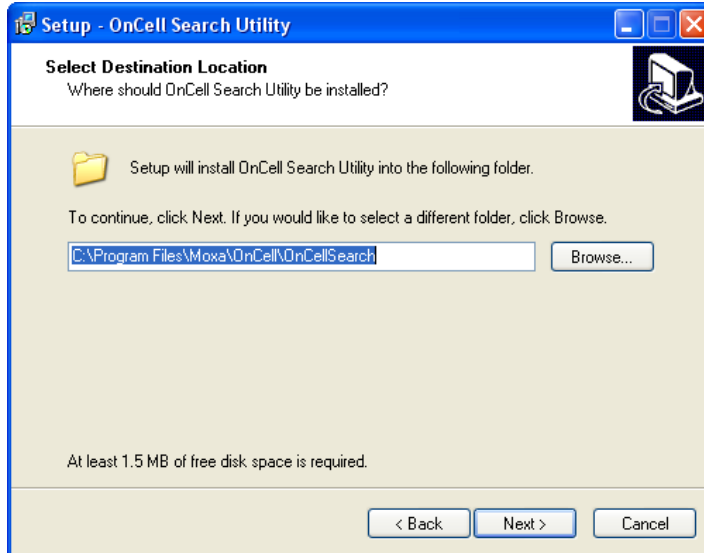 Setup - OnCell Search Utility
Select Destination Location
Where should OnCell Search Utility be installed?
Setup will install OnCell Search Utility into the following folder.
To continue, click Next. If you would like to select a different folder, click Browse.
C:\Program Files\Moxa\OnCell\OnCellSearch
Browse...
At least 1.5 MB of free disk space is required.
< Back
Next >
Cancel